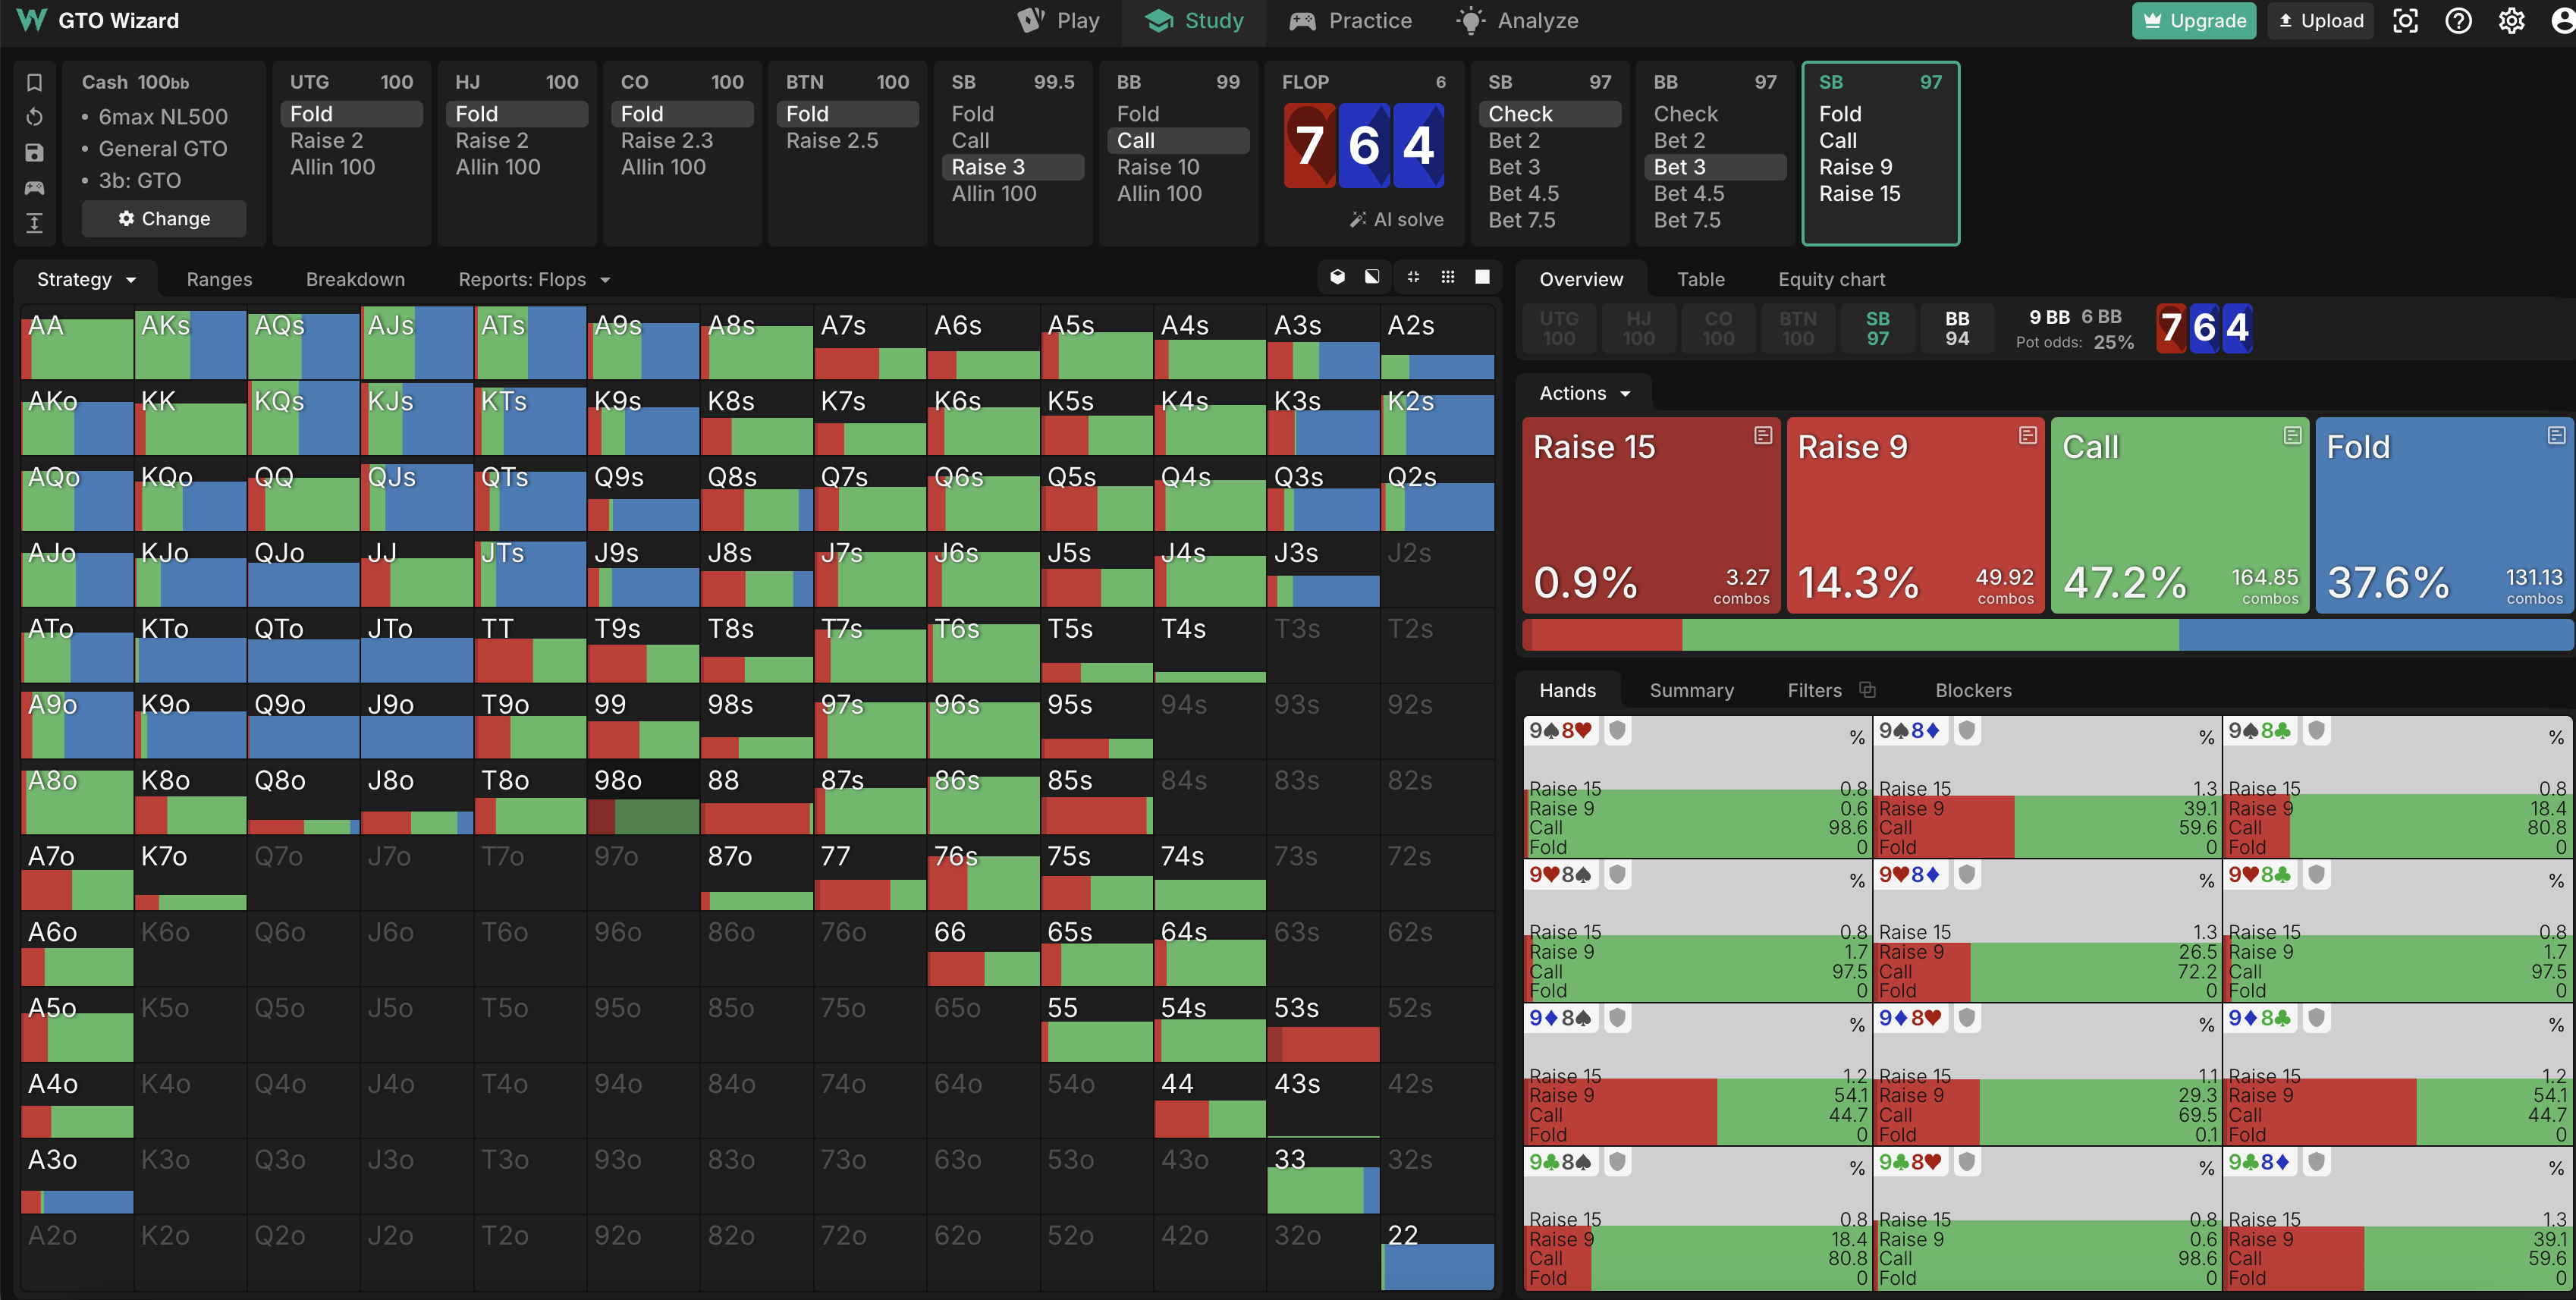 GTO Wizard
Play
Study
Practice
Analyze
Upgrade
Upload
Cash 100bb
• 6max NL500
• General GTO
• 3b: GTO
Change
UTG 100
Fold
Raise 2
Allin 100
HJ 100
Fold
Raise 2
Allin 100
CO 100
Fold
Raise 2.3
Allin 100
BTN 100
Fold
Raise 2.5
SB 99.5
Fold
Call
Raise 3
Allin 100
BB 99
Fold
Call
Raise 10
Allin 100
FLOP 6
7 6 4
AI solve
SB 97
Check
Bet 2
Bet 3
Bet 4.5
Bet 7.5
BB 97
Check
Bet 2
Bet 3
Bet 4.5
Bet 7.5
SB 97
Fold
Call
Raise 9
Raise 15
Strategy Ranges Breakdown Reports: Flops
AA AKs AQs AJs ATs A9s A8s A7s A6s A5s A4s A3s A2s
AKo KK KQs KJs KTs K9s K8s K7s K6s K5s K4s K3s K2s
AQo KQo QQ QJs QTs Q9s Q8s Q7s Q6s Q5s Q4s Q3s Q2s
AJo KJo QJo JJ JTs J9s J8s J7s J6s J5s J4s J3s J2s
ATo KTo QTo JTo TT T9s T8s T7s T6s T5s T4s T3s T2s
A9o K9o Q9o J9o T9o 99 98s 97s 96s 95s 94s 93s 92s
A8o K8o Q8o J8o T8o 98o 88 87s 86s 85s 84s 83s 82s
A7o K7o Q7o J7o T7o 97o 87o 77 76s 75s 74s 73s 72s
A6o K6o Q6o J6o T6o 96o 86o 76o 66 65s 64s 63s 62s
A5o K5o Q5o J5o T5o 95o 85o 75o 65o 55 54s 53s 52s
A4o K4o Q4o J4o T4o 94o 84o 74o 64o 54o 44 43s 42s
A3o K3o Q3o J3o T3o 93o 83o 73o 63o 53o 43o 33 32s
A2o K2o Q2o J2o T2o 92o 82o 72o 62o 52o 42o 32o 22
Overview Table Equity chart
UTG HJ CO BTN SB BB
100 100 100 100 97 94
9 BB 6 BB
Pot odds: 25%
7 6 4
Actions
Raise 15
0.9%
3.27
combos
Raise 9
14.3%
49.92
combos
Call
47.2%
164.85
combos
Fold
37.6%
131.13
combos
Hands Summary Filters Blockers
9♠8♥ %
Raise 15 0.8
Raise 9 0.6
Call 98.6
Fold 0
9♠8♦ %
Raise 15 1.3
Raise 9 39.1
Call 59.6
Fold 0
9♠8♣ %
Raise 15 0.8
Raise 9 18.4
Call 80.8
Fold 0
9♥8♠ %
Raise 15 0.8
Raise 9 1.7
Call 97.5
Fold 0
9♥8♦ %
Raise 15 1.3
Raise 9 26.5
Call 72.2
Fold 0
9♥8♣ %
Raise 15 0.8
Raise 9 1.7
Call 97.5
Fold 0
9♦8♠ %
Raise 15 1.2
Raise 9 54.1
Call 44.7
Fold 0
9♦8♥ %
Raise 15 1.1
Raise 9 29.3
Call 69.5
Fold 0.1
9♦8♣ %
Raise 15 1.2
Raise 9 54.1
Call 44.7
Fold 0
9♣8♠ %
Raise 15 0.8
Raise 9 18.4
Call 80.8
Fold 0
9♣8♥ %
Raise 15 0.8
Raise 9 0.6
Call 98.6
Fold 0
9♣8♦ %
Raise 15 1.3
Raise 9 39.1
Call 59.6
Fold 0